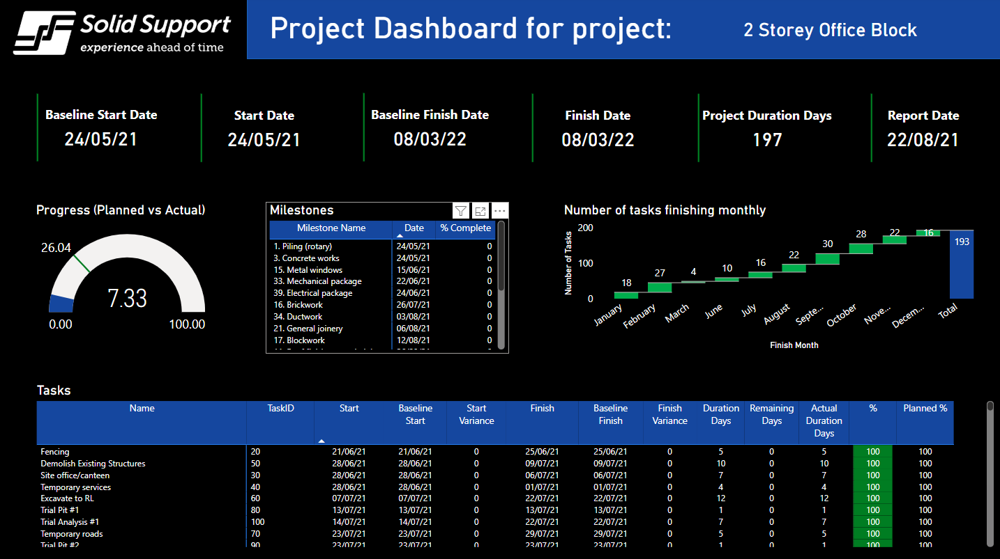 Solid Support
experience ahead of time
Project Dashboard for project:
2 Storey Office Block
Baseline Start Date
24/05/21
Start Date
24/05/21
Baseline Finish Date
08/03/22
Finish Date
08/03/22
Project Duration Days
197
Report Date
22/08/21
Progress (Planned vs Actual)
26.04
7.33
0.00
100.00
Milestones
Milestone Name Date % Complete
1. Piling (rotary) 24/05/21 0
3. Concrete works 24/05/21 0
15. Metal windows 15/06/21 0
33. Mechanical package 22/06/21 0
39. Electrical package 24/06/21 0
16. Brickwork 26/07/21 0
34. Ductwork 03/08/21 0
21. General joinery 06/08/21 0
17. Blockwork 12/08/21 0
Number of tasks finishing monthly
Number of Tasks
200
100
0
18 27 4 10 16 22 30 28 22 16 193
January February March June July August Septe... October Nove... Decem... Total
Finish Month
Tasks
Name TaskID Start Baseline Start Start Variance Finish Baseline Finish Finish Variance Duration Days Remaining Days Actual Duration Days % Planned %
Fencing 20 21/06/21 21/06/21 0 25/06/21 25/06/21 0 5 0 5 100 100
Demolish Existing Structures 50 28/06/21 28/06/21 0 09/07/21 09/07/21 0 10 0 10 100 100
Site office/canteen 30 28/06/21 28/06/21 0 06/07/21 06/07/21 0 7 0 7 100 100
Temporary services 40 28/06/21 28/06/21 0 01/07/21 01/07/21 0 4 0 4 100 100
Excavate to RL 60 07/07/21 07/07/21 0 22/07/21 22/07/21 0 12 0 12 100 100
Trial Pit #1 80 13/07/21 13/07/21 0 13/07/21 13/07/21 0 1 0 1 100 100
Trial Analysis #1 100 14/07/21 14/07/21 0 22/07/21 22/07/21 0 7 0 7 100 100
Temporary roads 70 23/07/21 23/07/21 0 29/07/21 29/07/21 0 5 0 5 100 100
Trial Pit #2 90 23/07/21 23/07/21 0 23/07/21 23/07/21 0 1 0 1 100 100